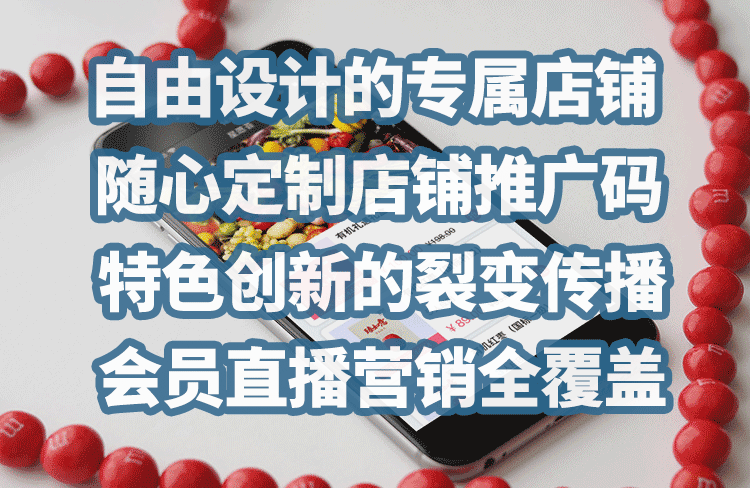 自由设计的专属店铺
随心定制店铺推广码
特色创新的裂变传播
会员直播营销全覆盖